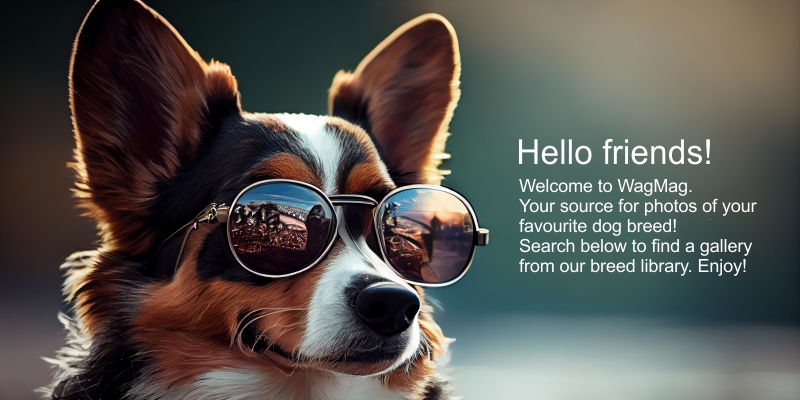 Hello friends!
Welcome to WagMag.
Your source for photos of your
favourite dog breed!
Search below to find a gallery
from our breed library. Enjoy!